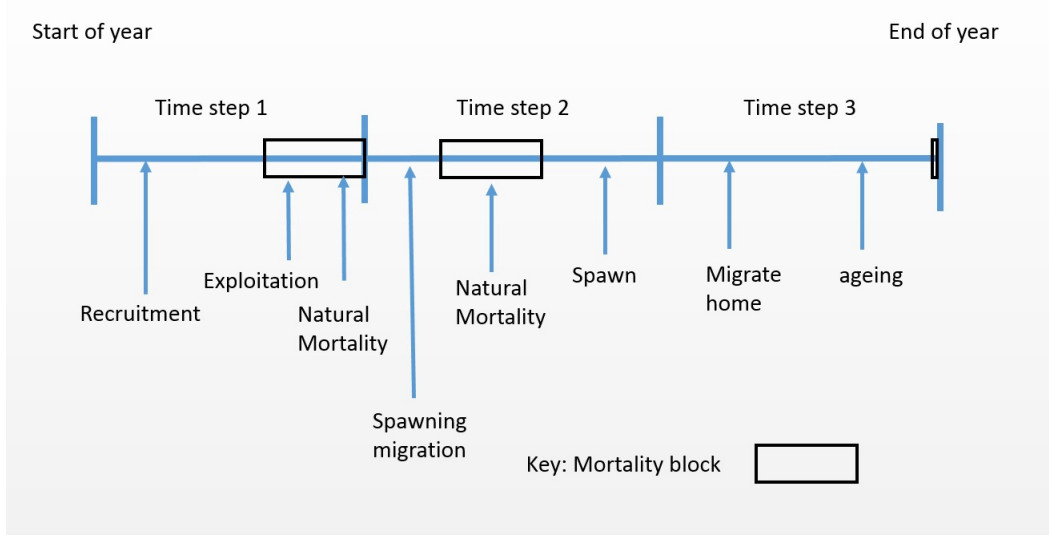 Start of year
End of year
Time step 1
Time step 2
Time step 3
Exploitation
Recruitment
Natural
Mortality
Spawning
migration
Natural
Mortality
Spawn
Migrate
home
ageing
Key: Mortality block